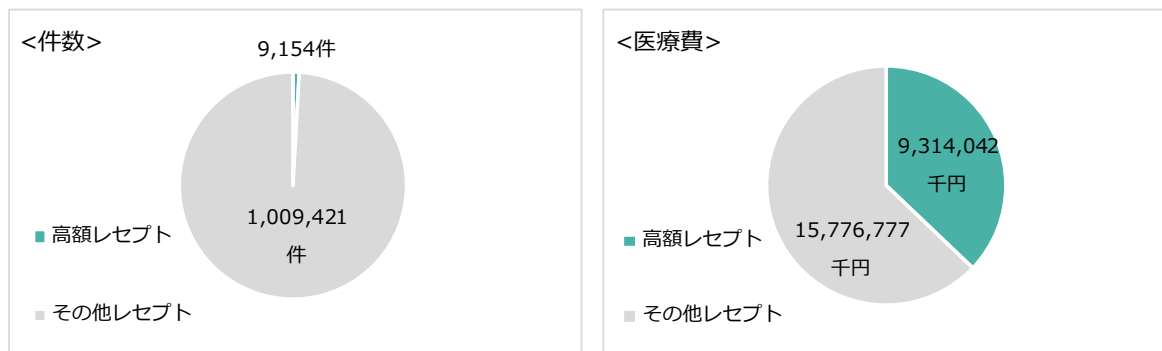 <件数>
9,154件
1,009,421
件
高額レセプト
その他レセプト
<医療費>
9,314,042
千円
15,776,777
千円
高額レセプト
その他レセプト